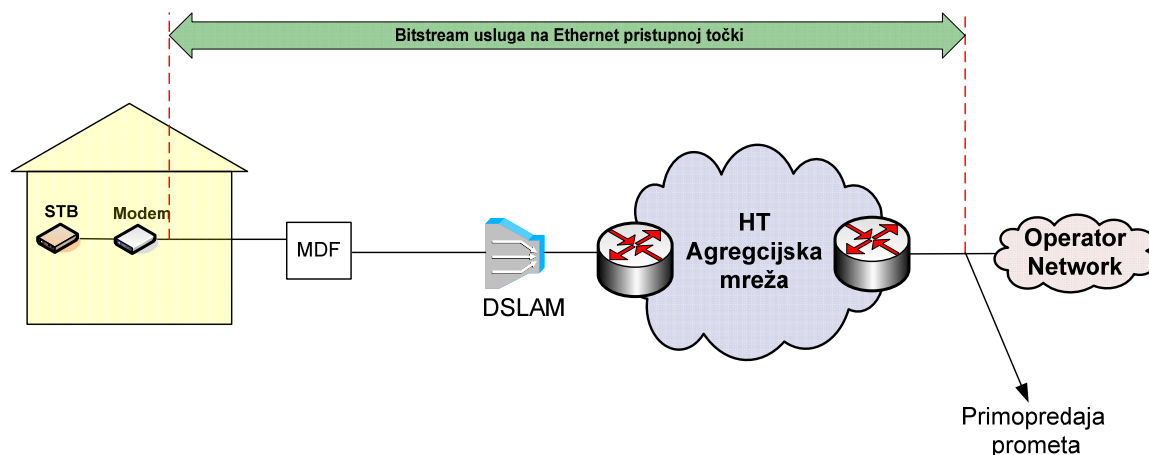 Bitstream usluga na Ethernet pristupnoj točki
STB
Modem
MDF
DSLAM
HT
Agregcijska
mreža
Operator
Network
Primopredaja
prometa